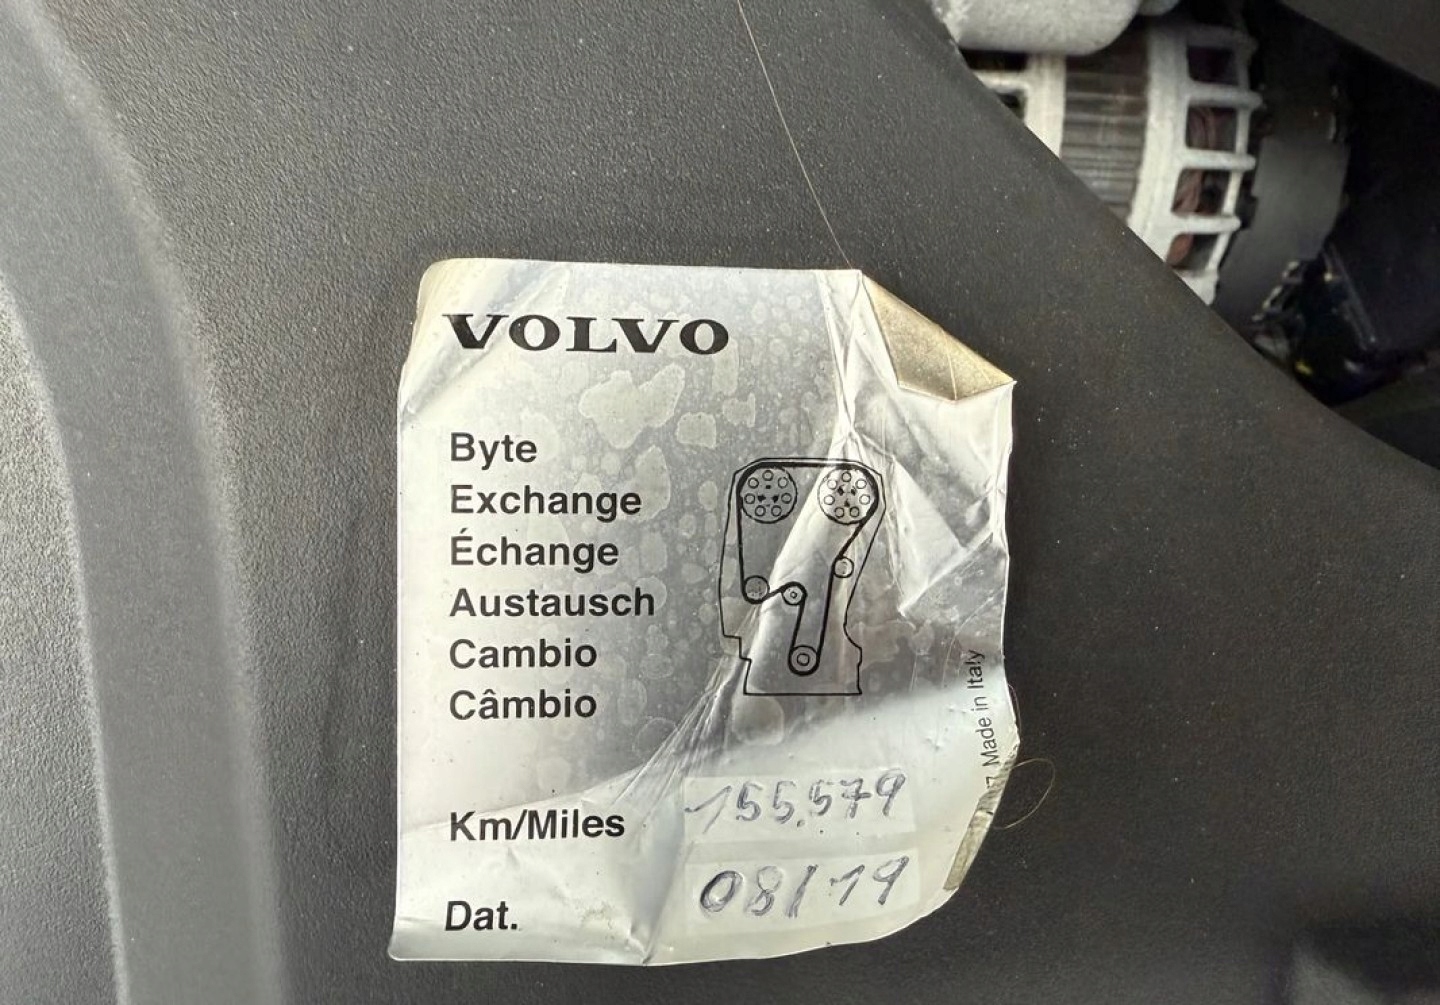 VOLVO
Byte
Exchange
Échange
Austausch
Cambio
Câmbio
Km/Miles 155.579
Dat. 08/19
Made in Italy